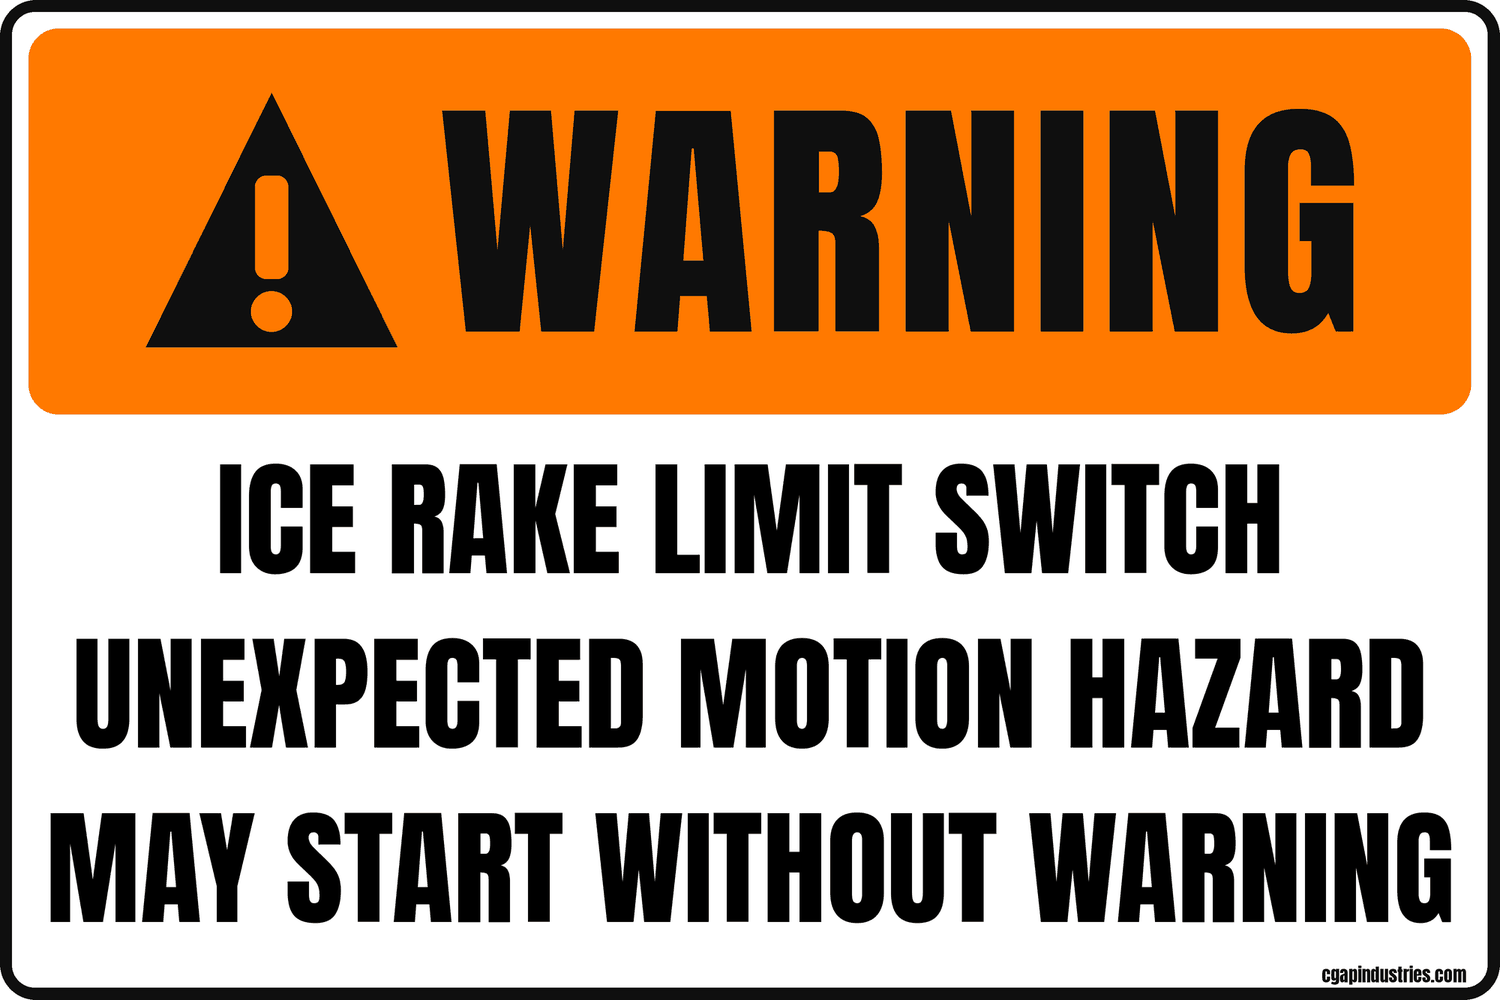 WARNING
ICE RAKE LIMIT SWITCH
UNEXPECTED MOTION HAZARD
MAY START WITHOUT WARNING
cgapindustries.com